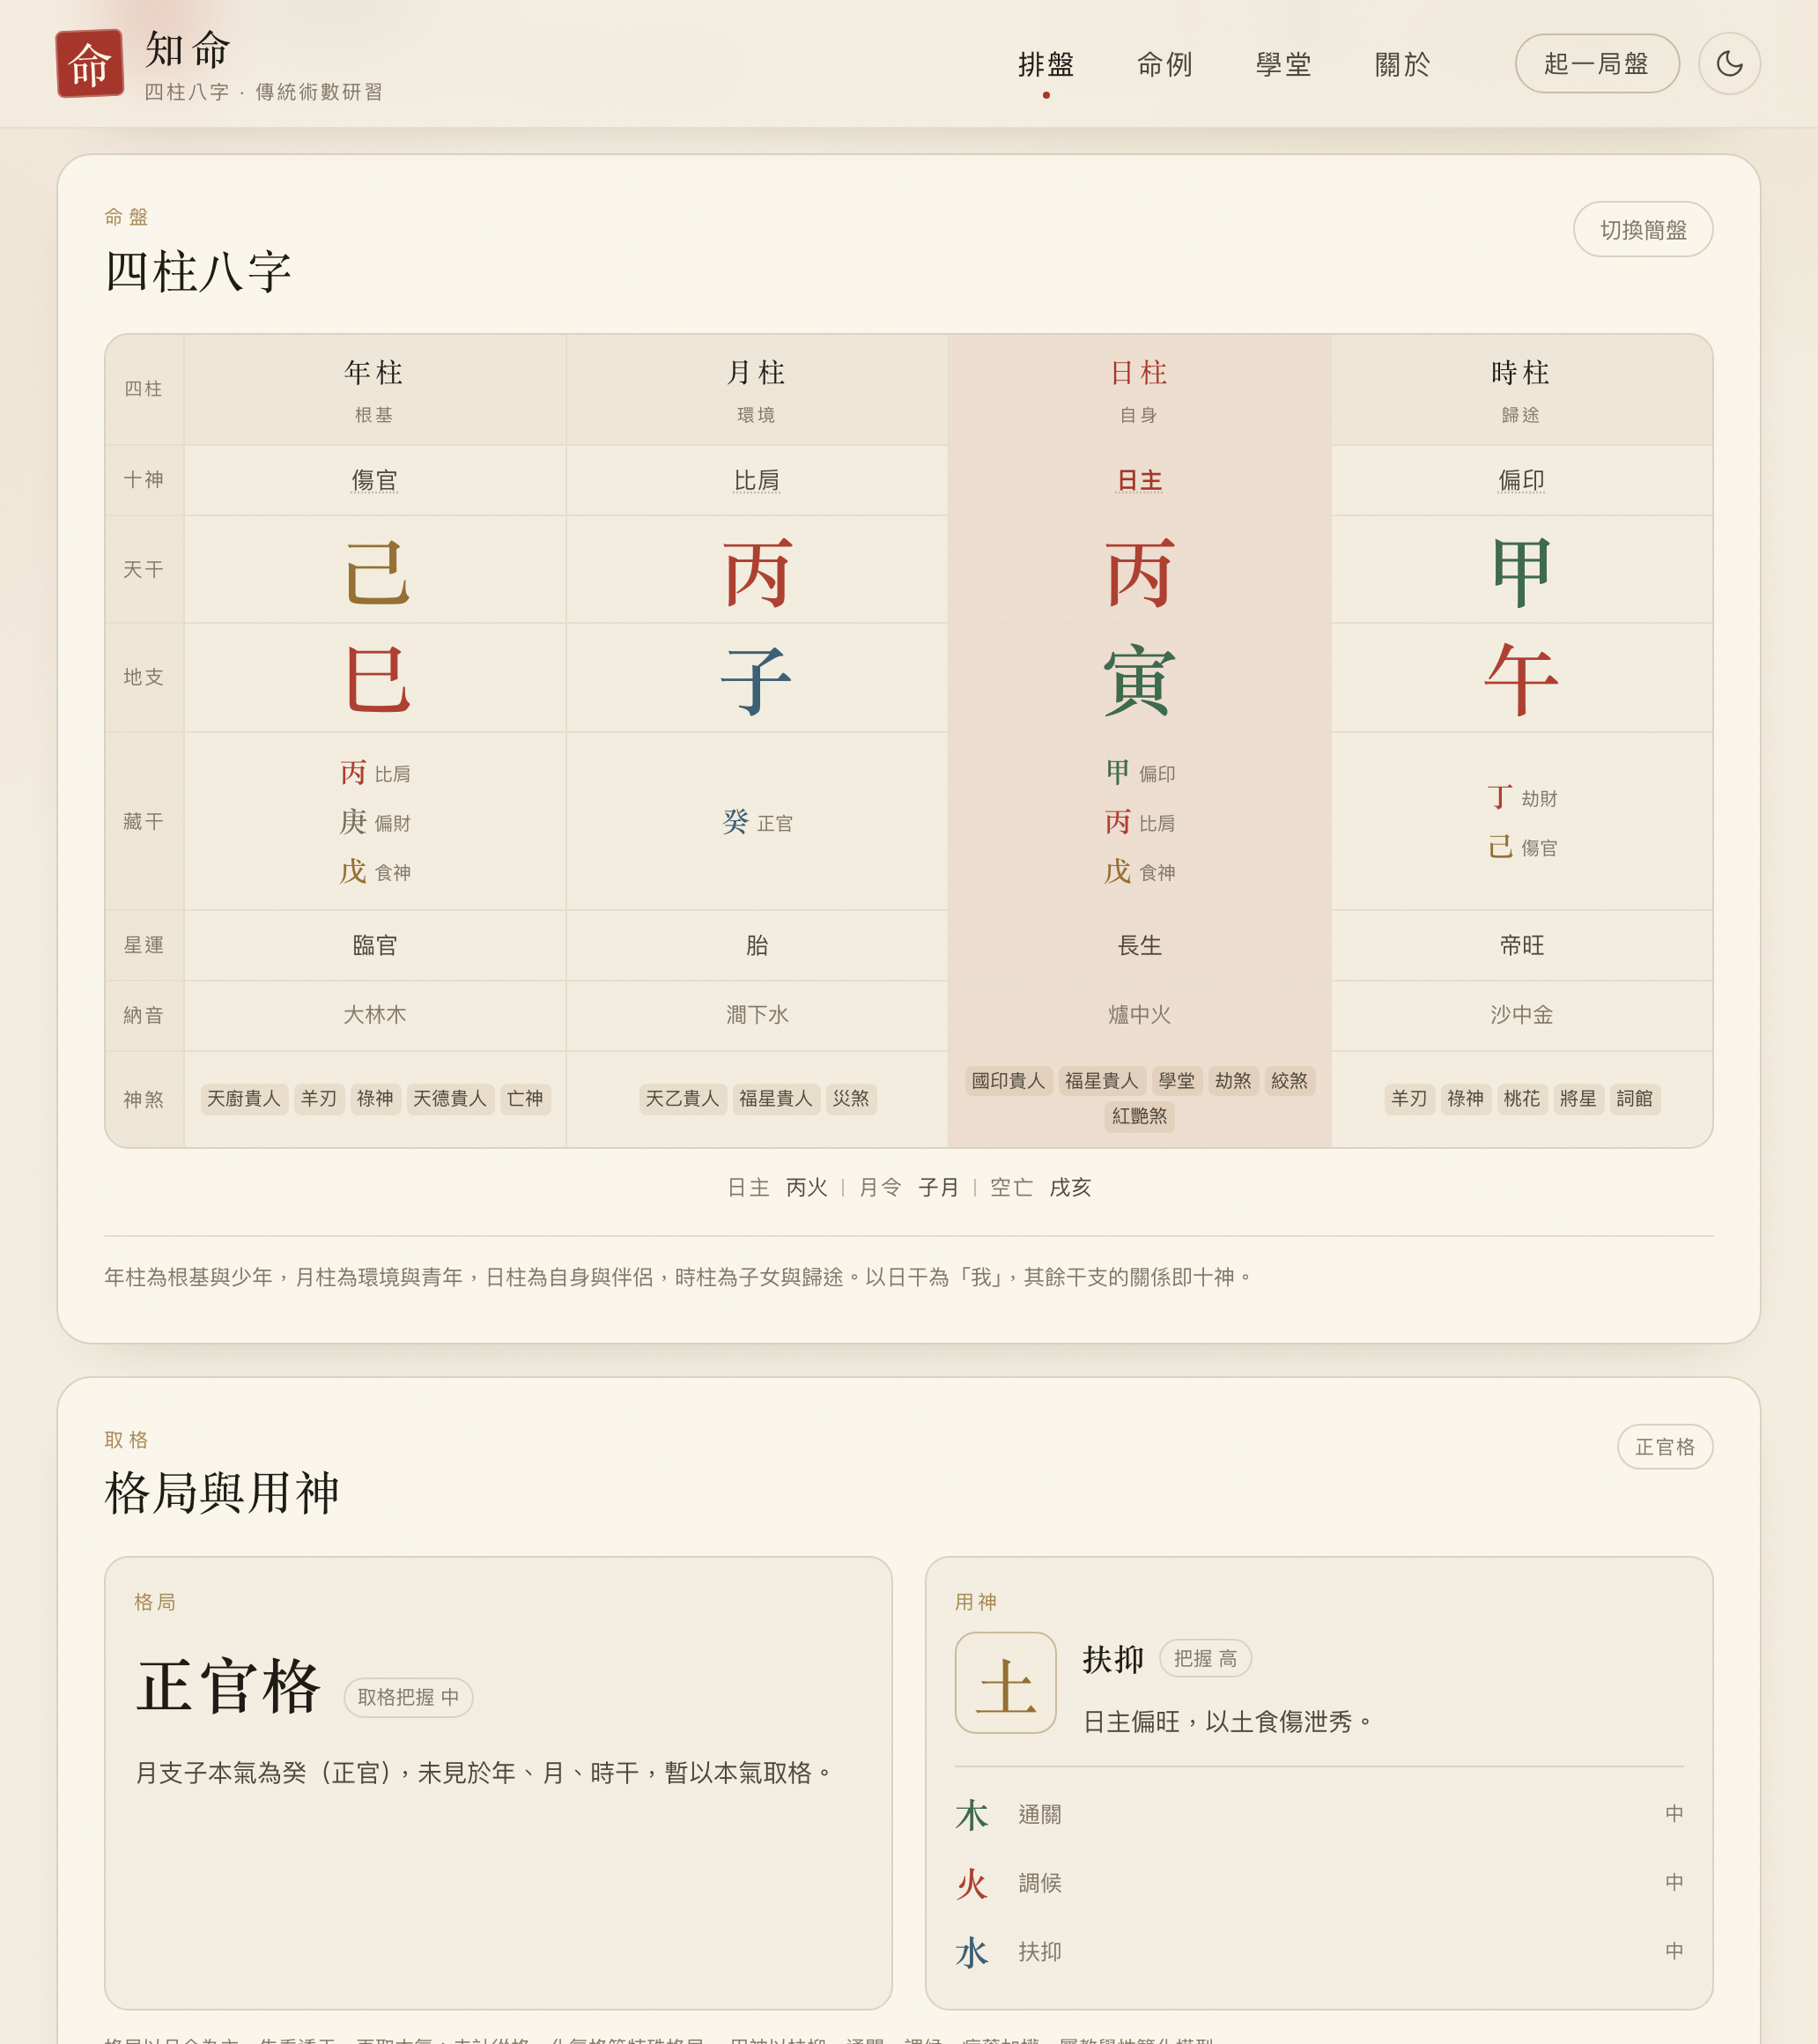 命
知命
四柱八字 · 傳統術數研習
排盤 命例 學堂 關於 起一局盤
命盤
四柱八字
切換簡盤
四柱 年柱 月柱 日柱 時柱
根基 環境 自身 歸途
十神 傷官 比肩 日主 偏印
天干 己 丙 丙 甲
地支 巳 子 寅 午
藏干
丙 比肩
庚 偏財
戊 食神
癸 正官
甲 偏印
丙 比肩
戊 食神
丁 劫財
己 傷官
星運 臨官 胎 長生 帝旺
納音 大林木 澗下水 爐中火 沙中金
神煞
天廚貴人 羊刃 祿神 天德貴人 亡神
天乙貴人 福星貴人 災煞
國印貴人 福星貴人 學堂 劫煞 絞煞
紅艷煞
羊刃 祿神 桃花 將星 詞館
日主 丙火 | 月令 子月 | 空亡 戌亥
年柱為根基與少年，月柱為環境與青年，日柱為自身與伴侶，時柱為子女與歸途。以日干為「我」，其餘干支的關係即十神。
取格
格局與用神
正官格
格局
正官格 取格把握 中
月支子本氣為癸（正官），未見於年、月、時干，暫以本氣取格。
用神
土
扶抑 把握 高
日主偏旺，以土食傷泄秀。
木 通關 中
火 調候 中
水 扶抑 中